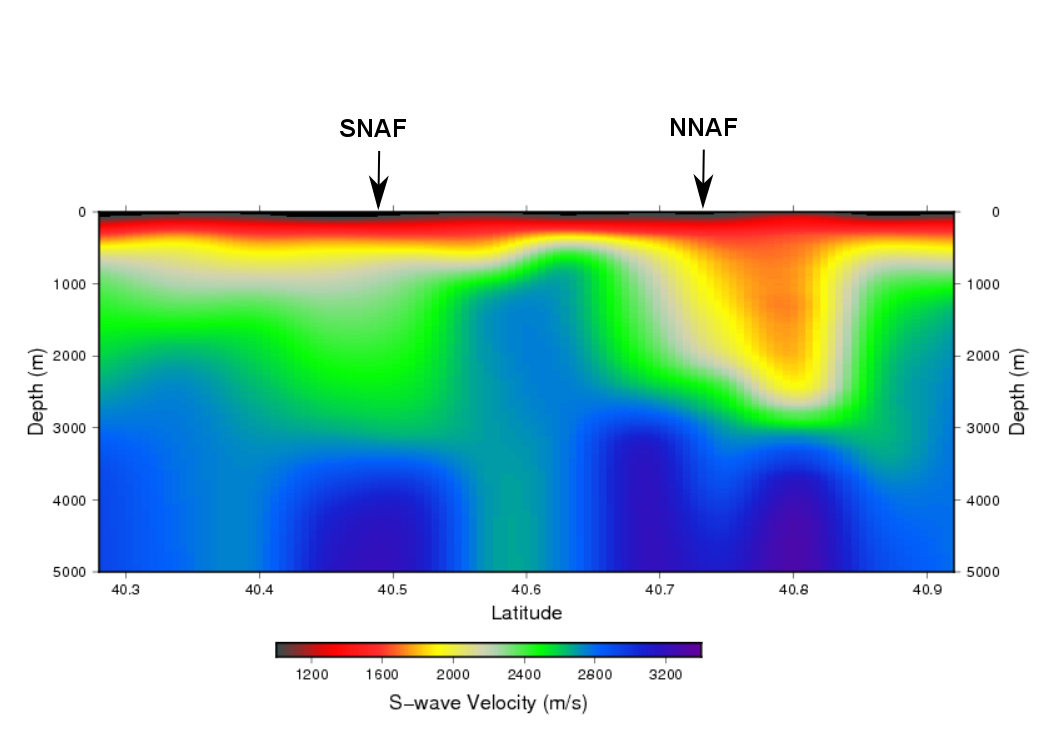 SNAF NNAF
0 0
1000 1000
2000 2000
3000 3000
4000 4000
5000 5000
Depth (m)
Depth (m)
40.3 40.4 40.5 40.6 40.7 40.8 40.9
Latitude
1200 1600 2000 2400 2800 3200
S−wave Velocity (m/s)